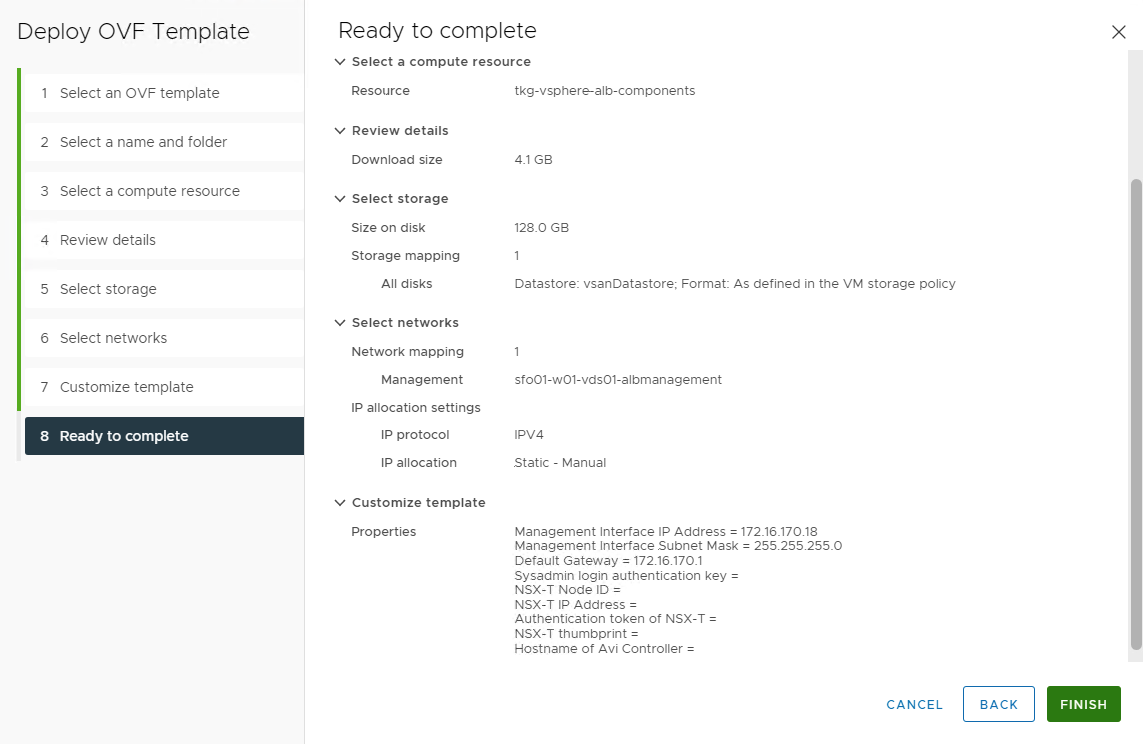 Deploy OVF Template
1 Select an OVF template
2 Select a name and folder
3 Select a compute resource
4 Review details
5 Select storage
6 Select networks
7 Customize template
8 Ready to complete
Ready to complete
Select a compute resource
Resource tkg-vsphere-alb-components
Review details
Download size 4.1 GB
Select storage
Size on disk 128.0 GB
Storage mapping 1
All disks Datastore: vsanDatastore; Format: As defined in the VM storage policy
Select networks
Network mapping 1
Management sfo01-w01-vds01-albmanagement
IP allocation settings
IP protocol IPV4
IP allocation Static - Manual
Customize template
Properties Management Interface IP Address = 172.16.170.18
Management Interface Subnet Mask = 255.255.255.0
Default Gateway = 172.16.170.1
Sysadmin login authentication key =
NSX-T Node ID =
NSX-T IP Address =
Authentication token of NSX-T =
NSX-T thumbprint =
Hostname of Avi Controller =
CANCEL BACK FINISH